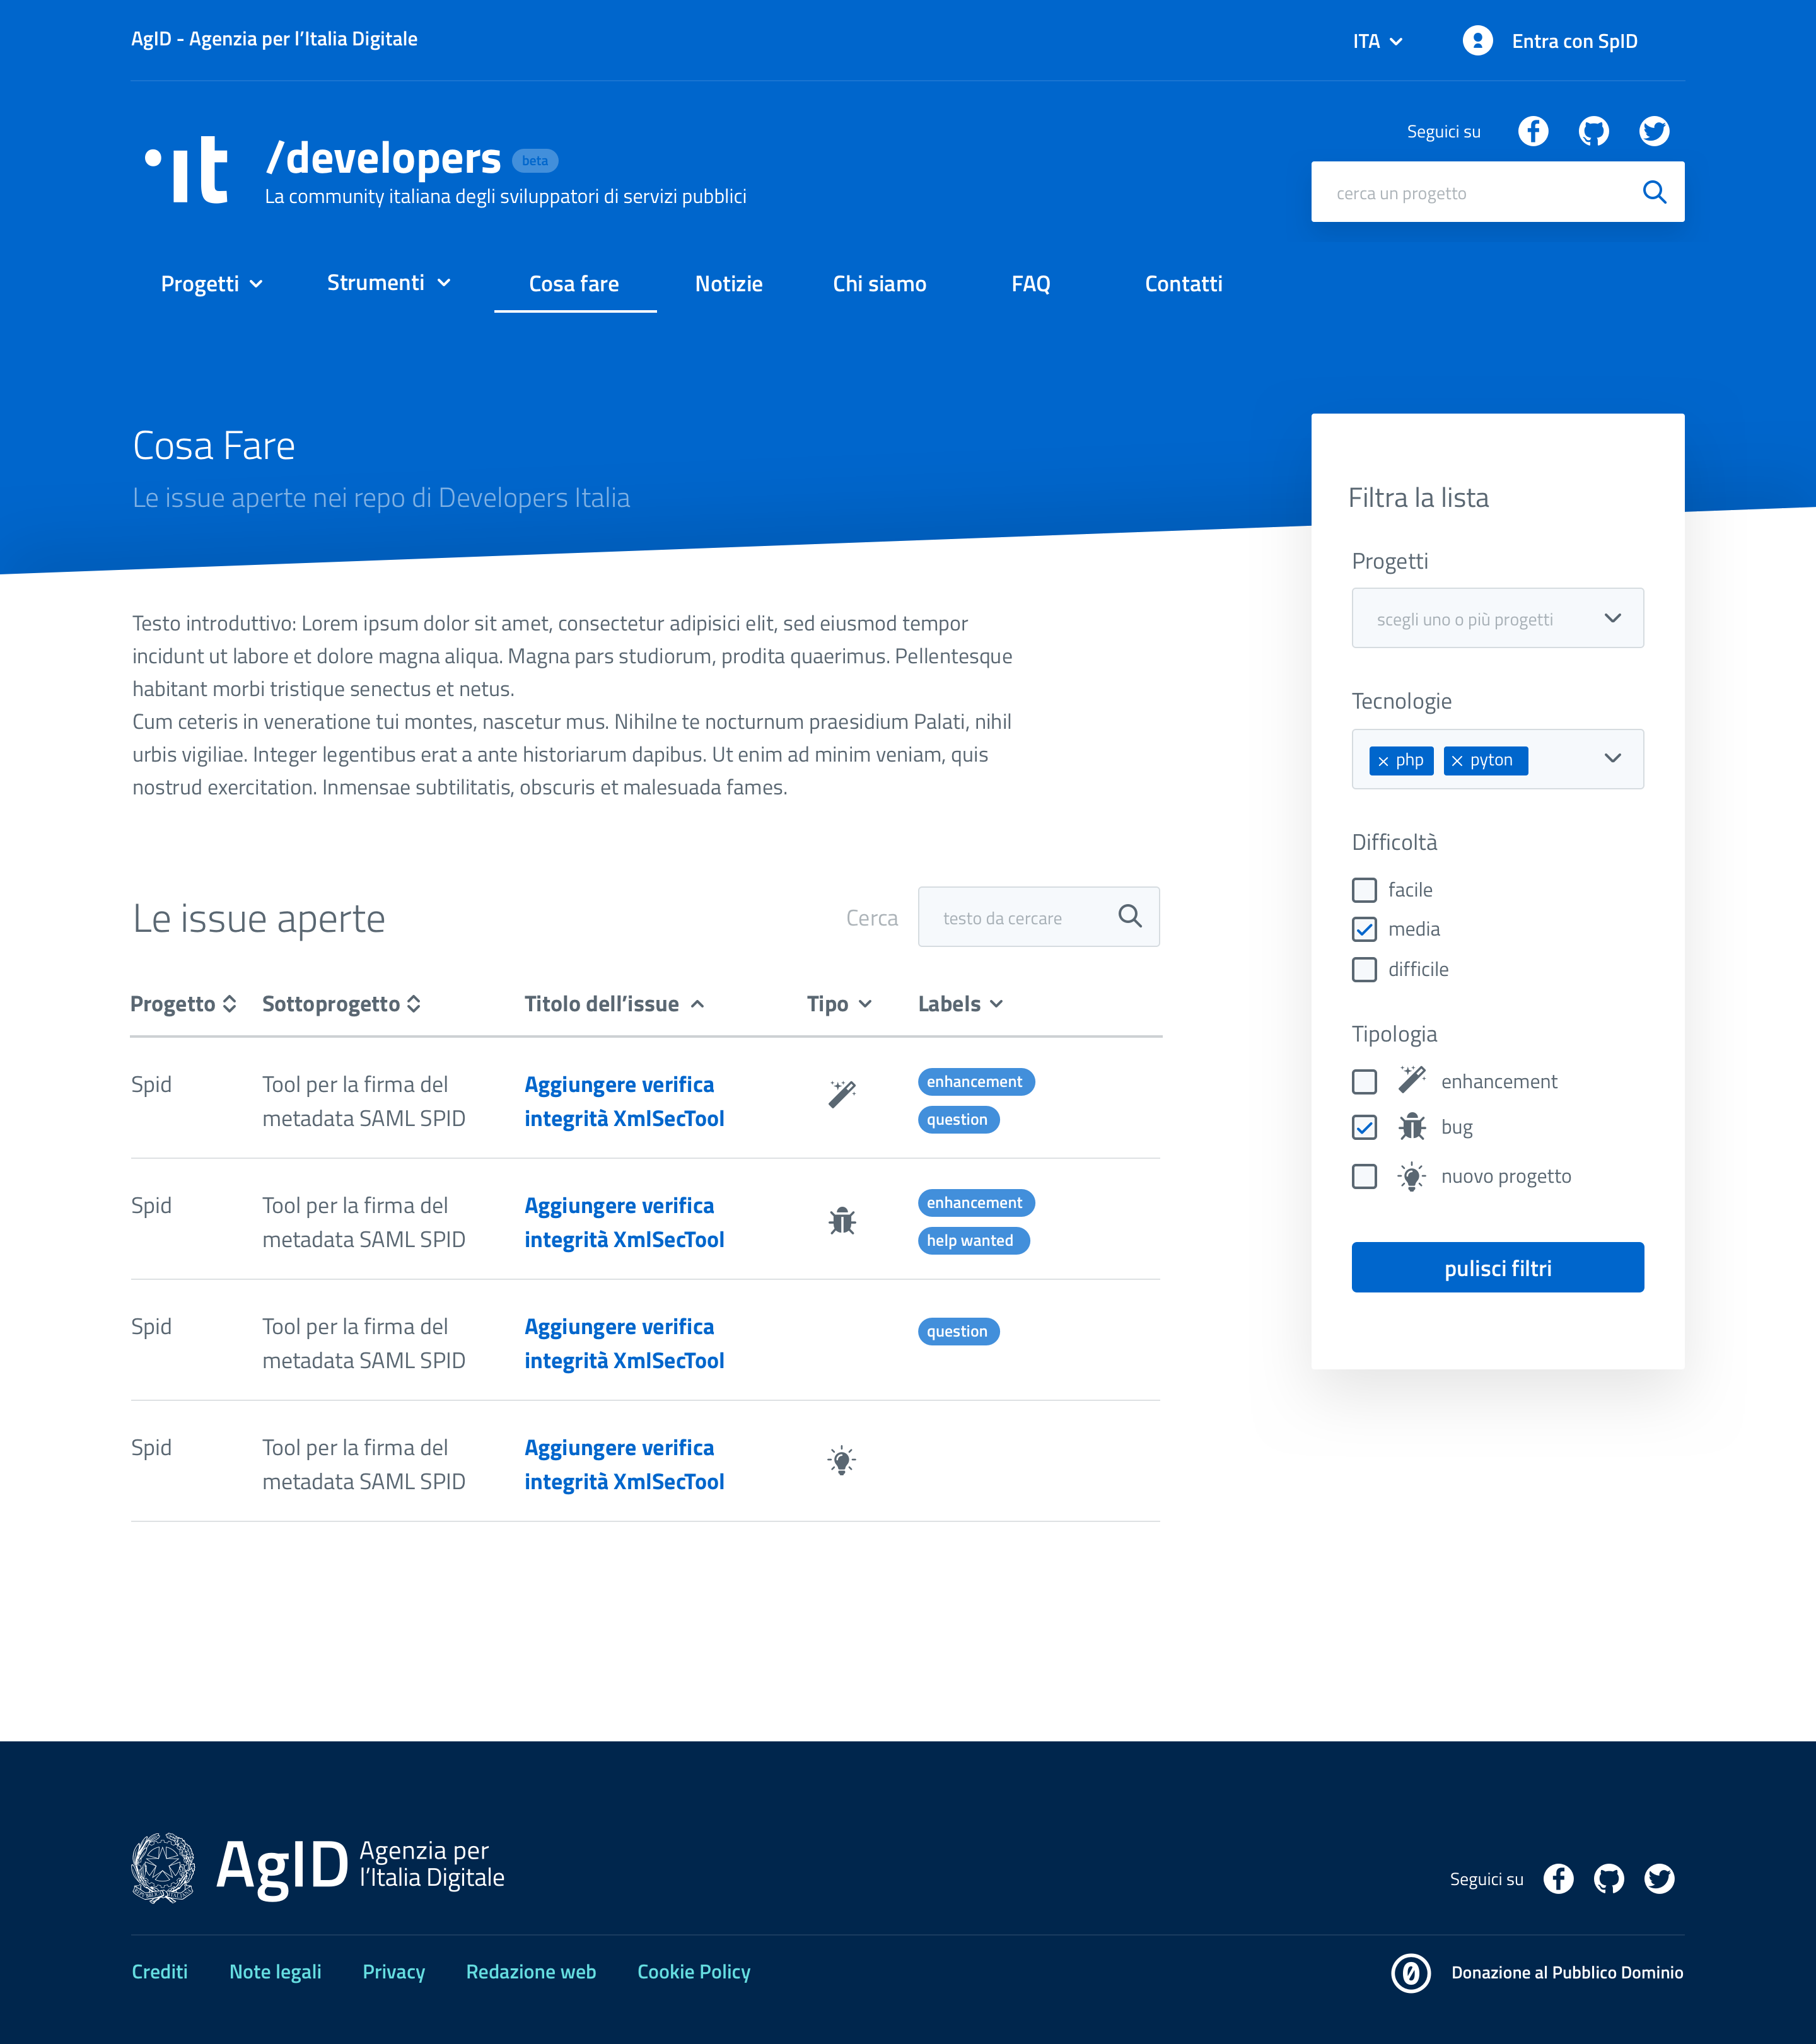 AgID - Agenzia per l’Italia Digitale
ITA
Entra con SpID
Seguici su
it
/developers beta
La community italiana degli sviluppatori di servizi pubblici
cerca un progetto
Progetti
Strumenti
Cosa fare
Notizie
Chi siamo
FAQ
Contatti
Cosa Fare
Le issue aperte nei repo di Developers Italia
Testo introduttivo: Lorem ipsum dolor sit amet, consectetur adipisici elit, sed eiusmod tempor
incidunt ut labore et dolore magna aliqua. Magna pars studiorum, prodita quaerimus. Pellentesque
habitant morbi tristique senectus et netus.
Cum ceteris in veneratione tui montes, nascetur mus. Nihilne te nocturnum praesidium Palati, nihil
urbis vigiliae. Integer legentibus erat a ante historiarum dapibus. Ut enim ad minim veniam, quis
nostrud exercitation. Inmensae subtilitatis, obscuris et malesuada fames.
Le issue aperte
Cerca
testo da cercare
Progetto
Sottoprogetto
Titolo dell’issue
Tipo
Labels
Spid
Tool per la firma del
metadata SAML SPID
Aggiungere verifica
integrità XmlSecTool
enhancement
question
Spid
Tool per la firma del
metadata SAML SPID
Aggiungere verifica
integrità XmlSecTool
enhancement
help wanted
Spid
Tool per la firma del
metadata SAML SPID
Aggiungere verifica
integrità XmlSecTool
question
Spid
Tool per la firma del
metadata SAML SPID
Aggiungere verifica
integrità XmlSecTool
Filtra la lista
Progetti
scegli uno o più progetti
Tecnologie
php
pyton
Difficoltà
facile
media
difficile
Tipologia
enhancement
bug
nuovo progetto
pulisci filtri
AgID
Agenzia per
l’Italia Digitale
Seguici su
Crediti
Note legali
Privacy
Redazione web
Cookie Policy
0
Donazione al Pubblico Dominio